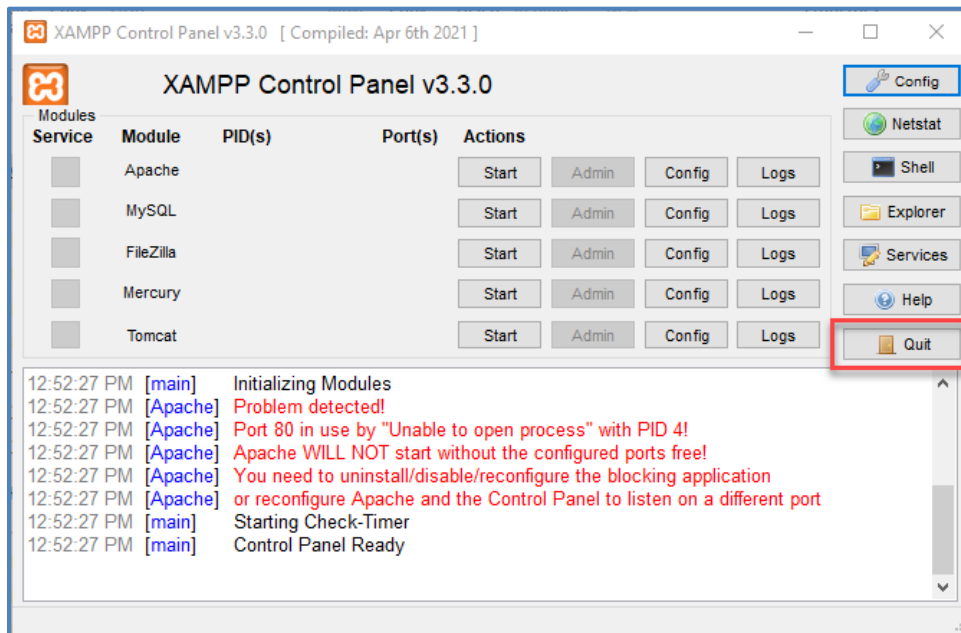 XAMPP Control Panel v3.3.0 [ Compiled: Apr 6th 2021 ]
XAMPP Control Panel v3.3.0
Config
Modules
Service Module PID(s) Port(s) Actions
Netstat
Apache Start Admin Config Logs
Shell
MySQL Start Admin Config Logs
Explorer
FileZilla Start Admin Config Logs
Services
Mercury Start Admin Config Logs
Help
Tomcat Start Admin Config Logs
Quit
12:52:27 PM [main] Initializing Modules
12:52:27 PM [Apache] Problem detected!
12:52:27 PM [Apache] Port 80 in use by "Unable to open process" with PID 4!
12:52:27 PM [Apache] Apache WILL NOT start without the configured ports free!
12:52:27 PM [Apache] You need to uninstall/disable/reconfigure the blocking application
12:52:27 PM [Apache] or reconfigure Apache and the Control Panel to listen on a different port
12:52:27 PM [main] Starting Check-Timer
12:52:27 PM [main] Control Panel Ready